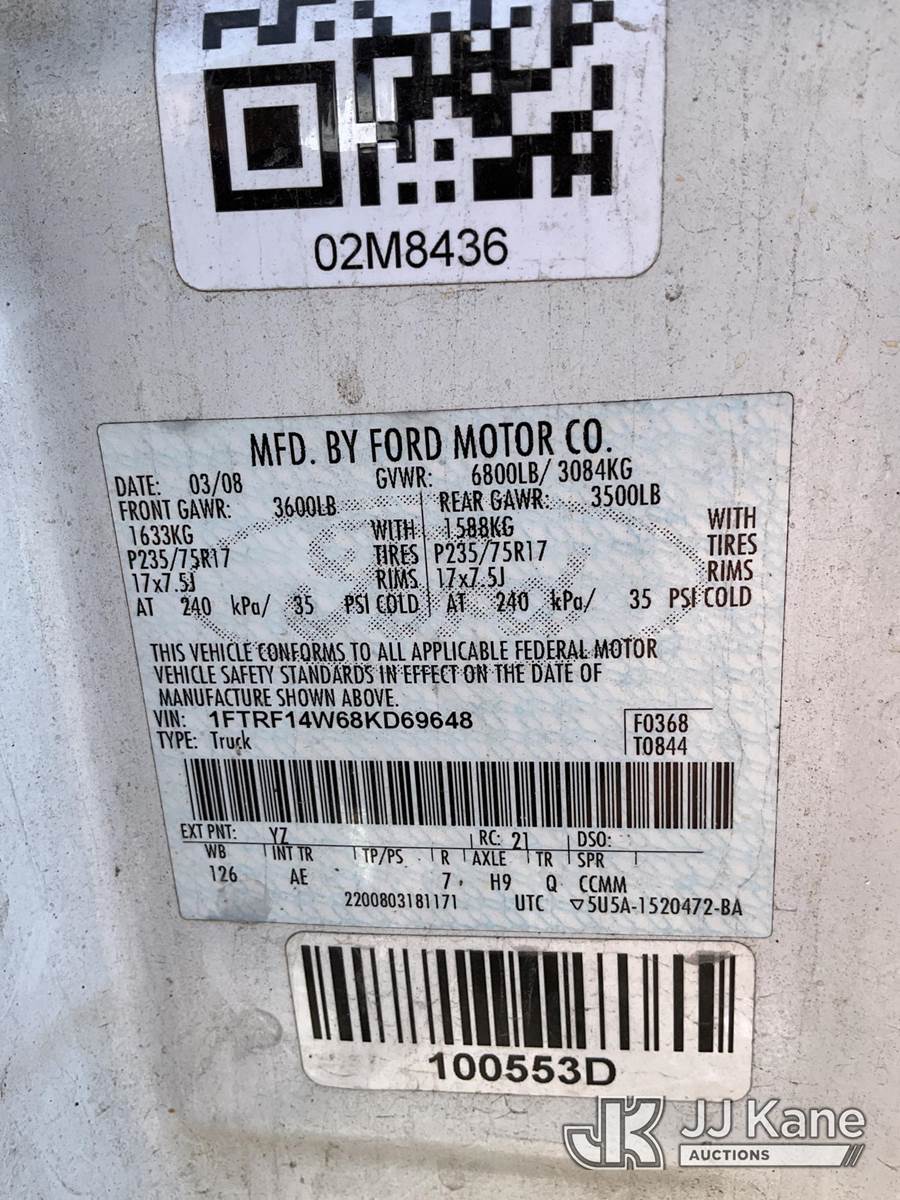 02M8436
MFD. BY FORD MOTOR CO.
DATE: 03/08 GVWR: 6800LB/ 3084KG
FRONT GAWR: 3600LB REAR GAWR: 3500LB
1633KG WITH 1588KG WITH
P235/75R17 TIRES P235/75R17 TIRES
17x7.5J RIMS 17x7.5J RIMS
AT 240 kPa/ 35 PSI COLD AT 240 kPa/ 35 PSI COLD
THIS VEHICLE CONFORMS TO ALL APPLICABLE FEDERAL MOTOR
VEHICLE SAFETY STANDARDS IN EFFECT ON THE DATE OF
MANUFACTURE SHOWN ABOVE.
VIN: 1FTRF14W68KD69648 F0368
TYPE: Truck T0844
EXT PNT: YZ RC: 21 DSO:
WB INT TR TP/PS R AXLE TR SPR
126 AE 7 H9 Q CCMM
2200803181171 UTC ▽5U5A-1520472-BA
100553D
JK JJ Kane
AUCTIONS